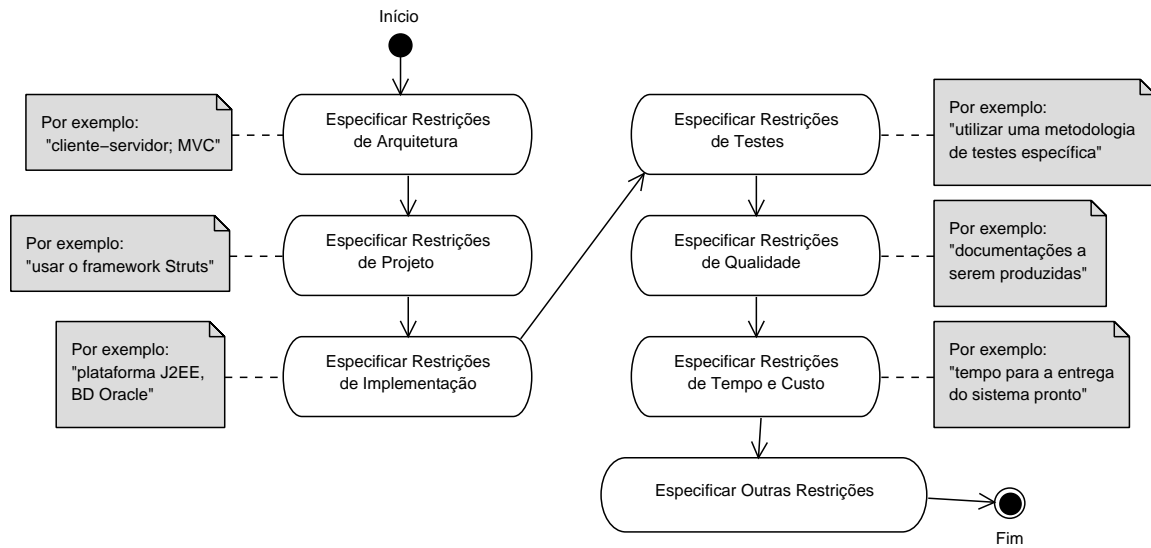 Início
Por exemplo:
"cliente−servidor; MVC"
Especificar Restrições
de Arquitetura
Por exemplo:
"usar o framework Struts"
Especificar Restrições
de Projeto
Por exemplo:
"plataforma J2EE,
BD Oracle"
Especificar Restrições
de Implementação
Especificar Restrições
de Testes
Por exemplo:
"utilizar uma metodologia
de testes específica"
Especificar Restrições
de Qualidade
Por exemplo:
"documentações a
serem produzidas"
Especificar Restrições
de Tempo e Custo
Por exemplo:
"tempo para a entrega
do sistema pronto"
Especificar Outras Restrições
Fim